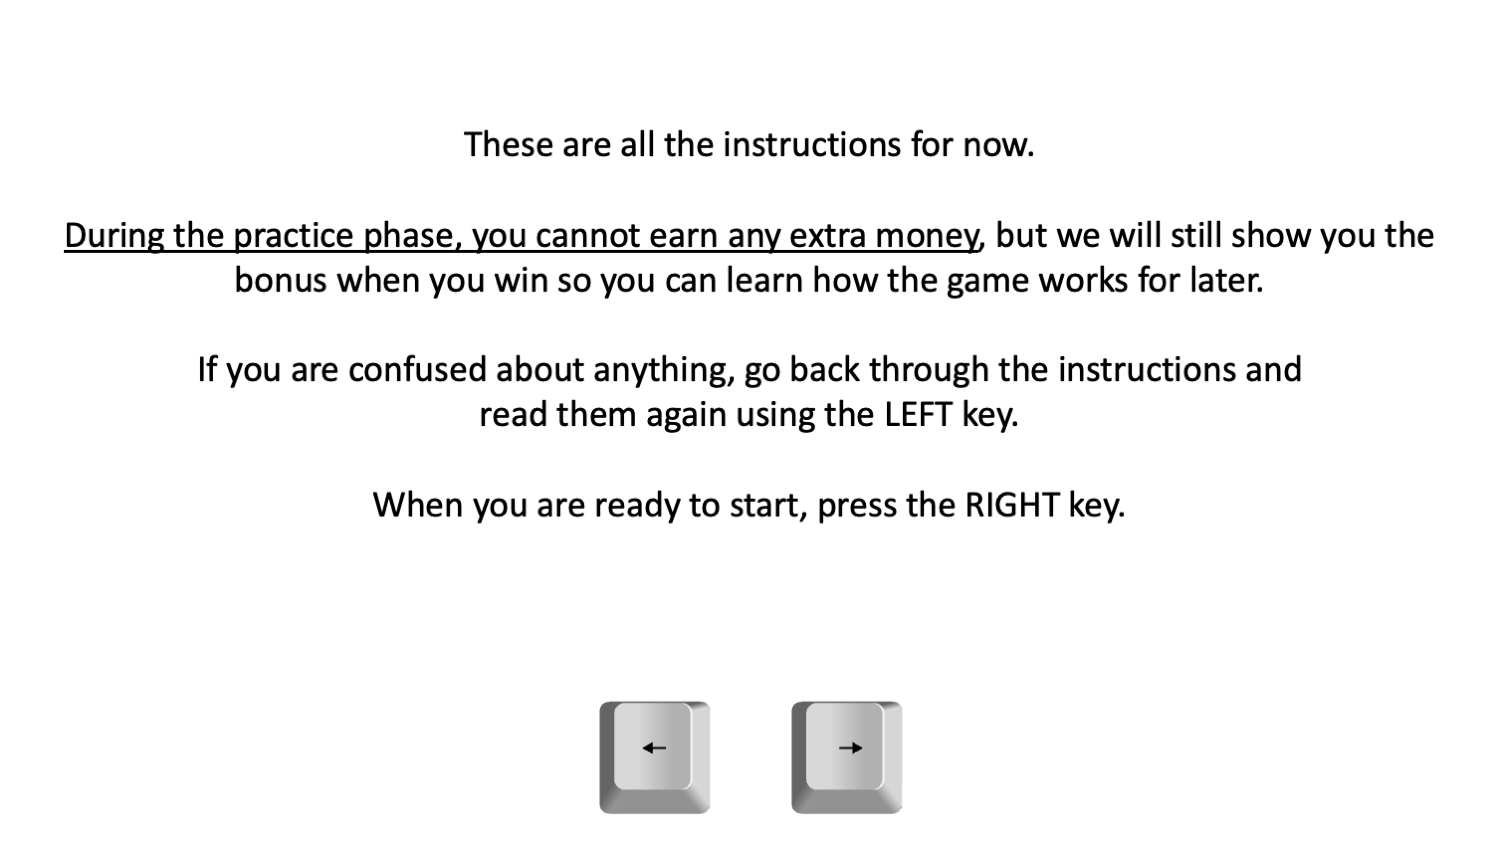 These are all the instructions for now.
During the practice phase, you cannot earn any extra money, but we will still show you the
bonus when you win so you can learn how the game works for later.
If you are confused about anything, go back through the instructions and
read them again using the LEFT key.
When you are ready to start, press the RIGHT key.